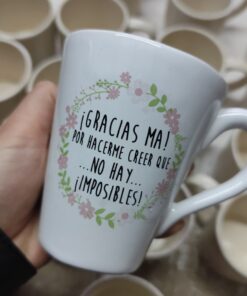 ¡GRACIAS MA!
POR HACERME CREER QUE
...NO HAY...
¡IMPOSIBLES!